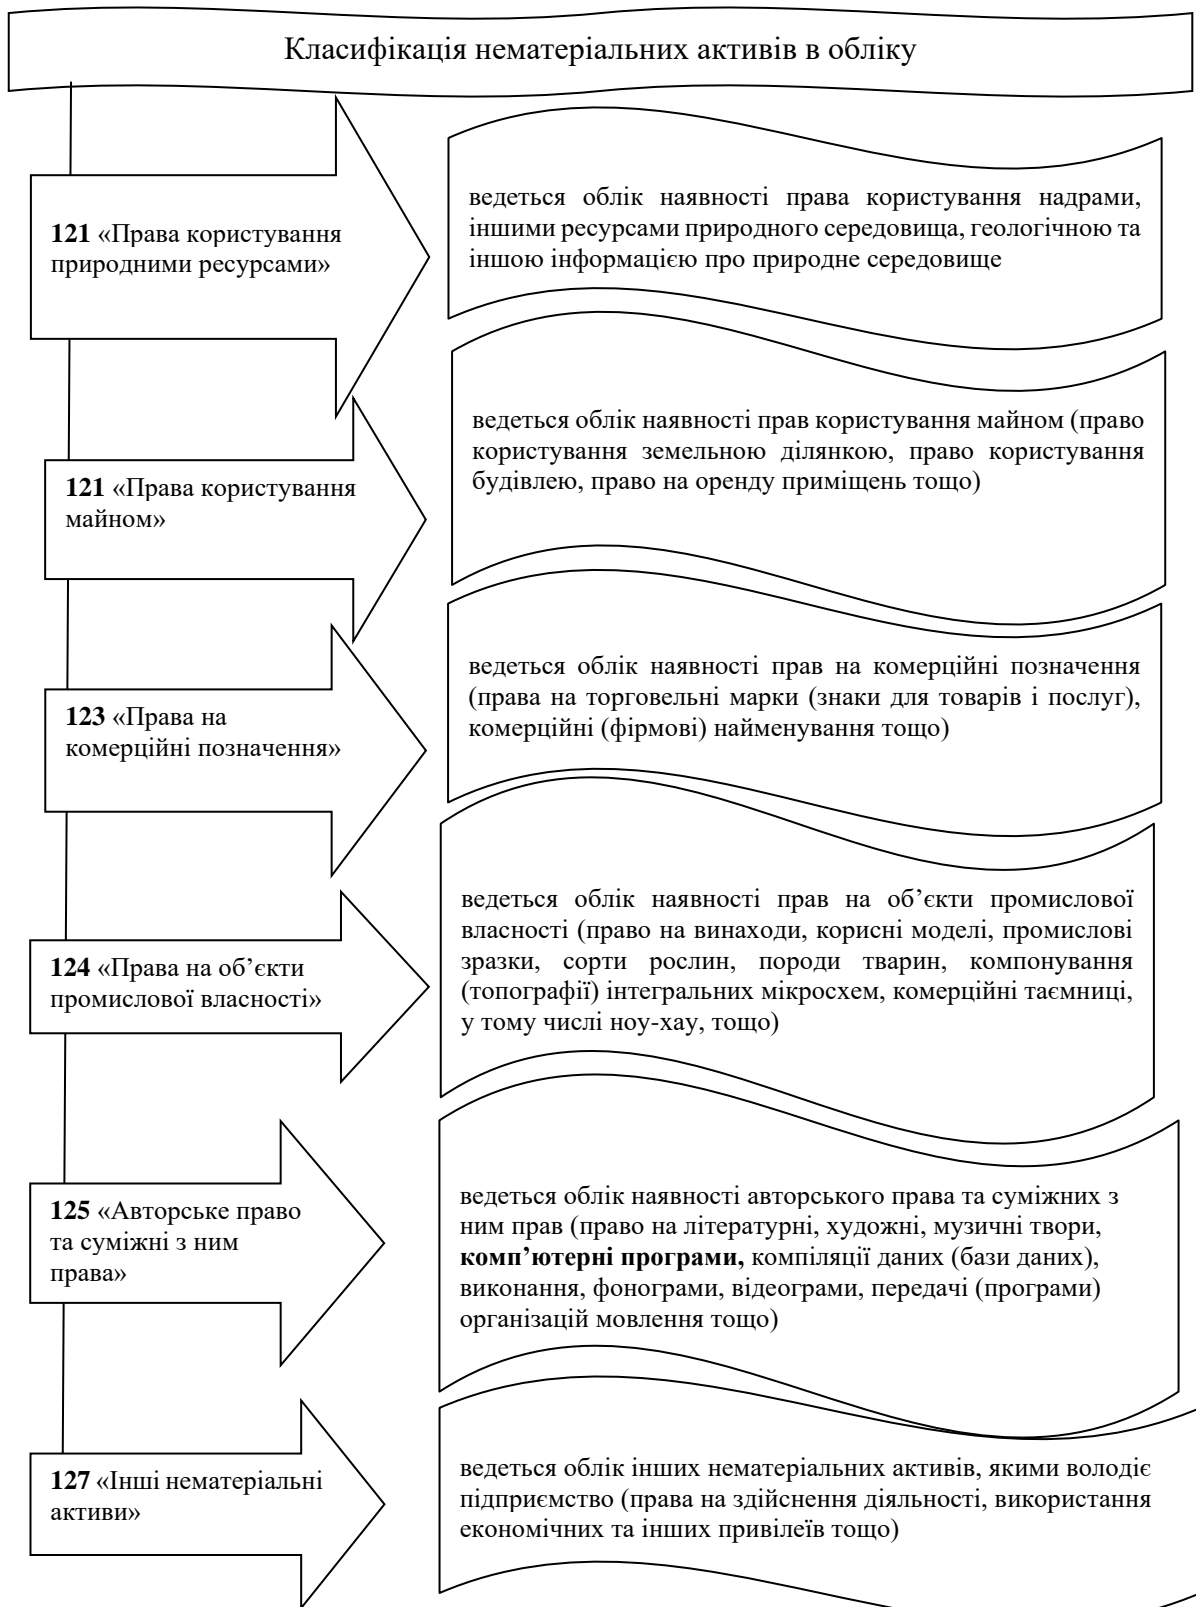 Класифікація нематеріальних активів в обліку
121 «Права користування
природними ресурсами»
ведеться облік наявності права користування надрами,
іншими ресурсами природного середовища, геологічною та
іншою інформацією про природне середовище
121 «Права користування
майном»
ведеться облік наявності прав користування майном (право
користування земельною ділянкою, право користування
будівлею, право на оренду приміщень тощо)
123 «Права на
комерційні позначення»
ведеться облік наявності прав на комерційні позначення
(права на торговельні марки (знаки для товарів і послуг),
комерційні (фірмові) найменування тощо)
124 «Права на об’єкти
промислової власності»
ведеться облік наявності прав на об’єкти промислової
власності (право на винаходи, корисні моделі, промислові
зразки, сорти рослин, породи тварин, компонування
(топографії) інтегральних мікросхем, комерційні таємниці,
у тому числі ноу-хау, тощо)
125 «Авторське право
та суміжні з ним
права»
ведеться облік наявності авторського права та суміжних з
ним прав (право на літературні, художні, музичні твори,
комп’ютерні програми, компіляції даних (бази даних),
виконання, фонограми, відеограми, передачі (програми)
організацій мовлення тощо)
127 «Інші нематеріальні
активи»
ведеться облік інших нематеріальних активів, якими володіє
підприємство (права на здійснення діяльності, використання
економічних та інших привілеїв тощо)